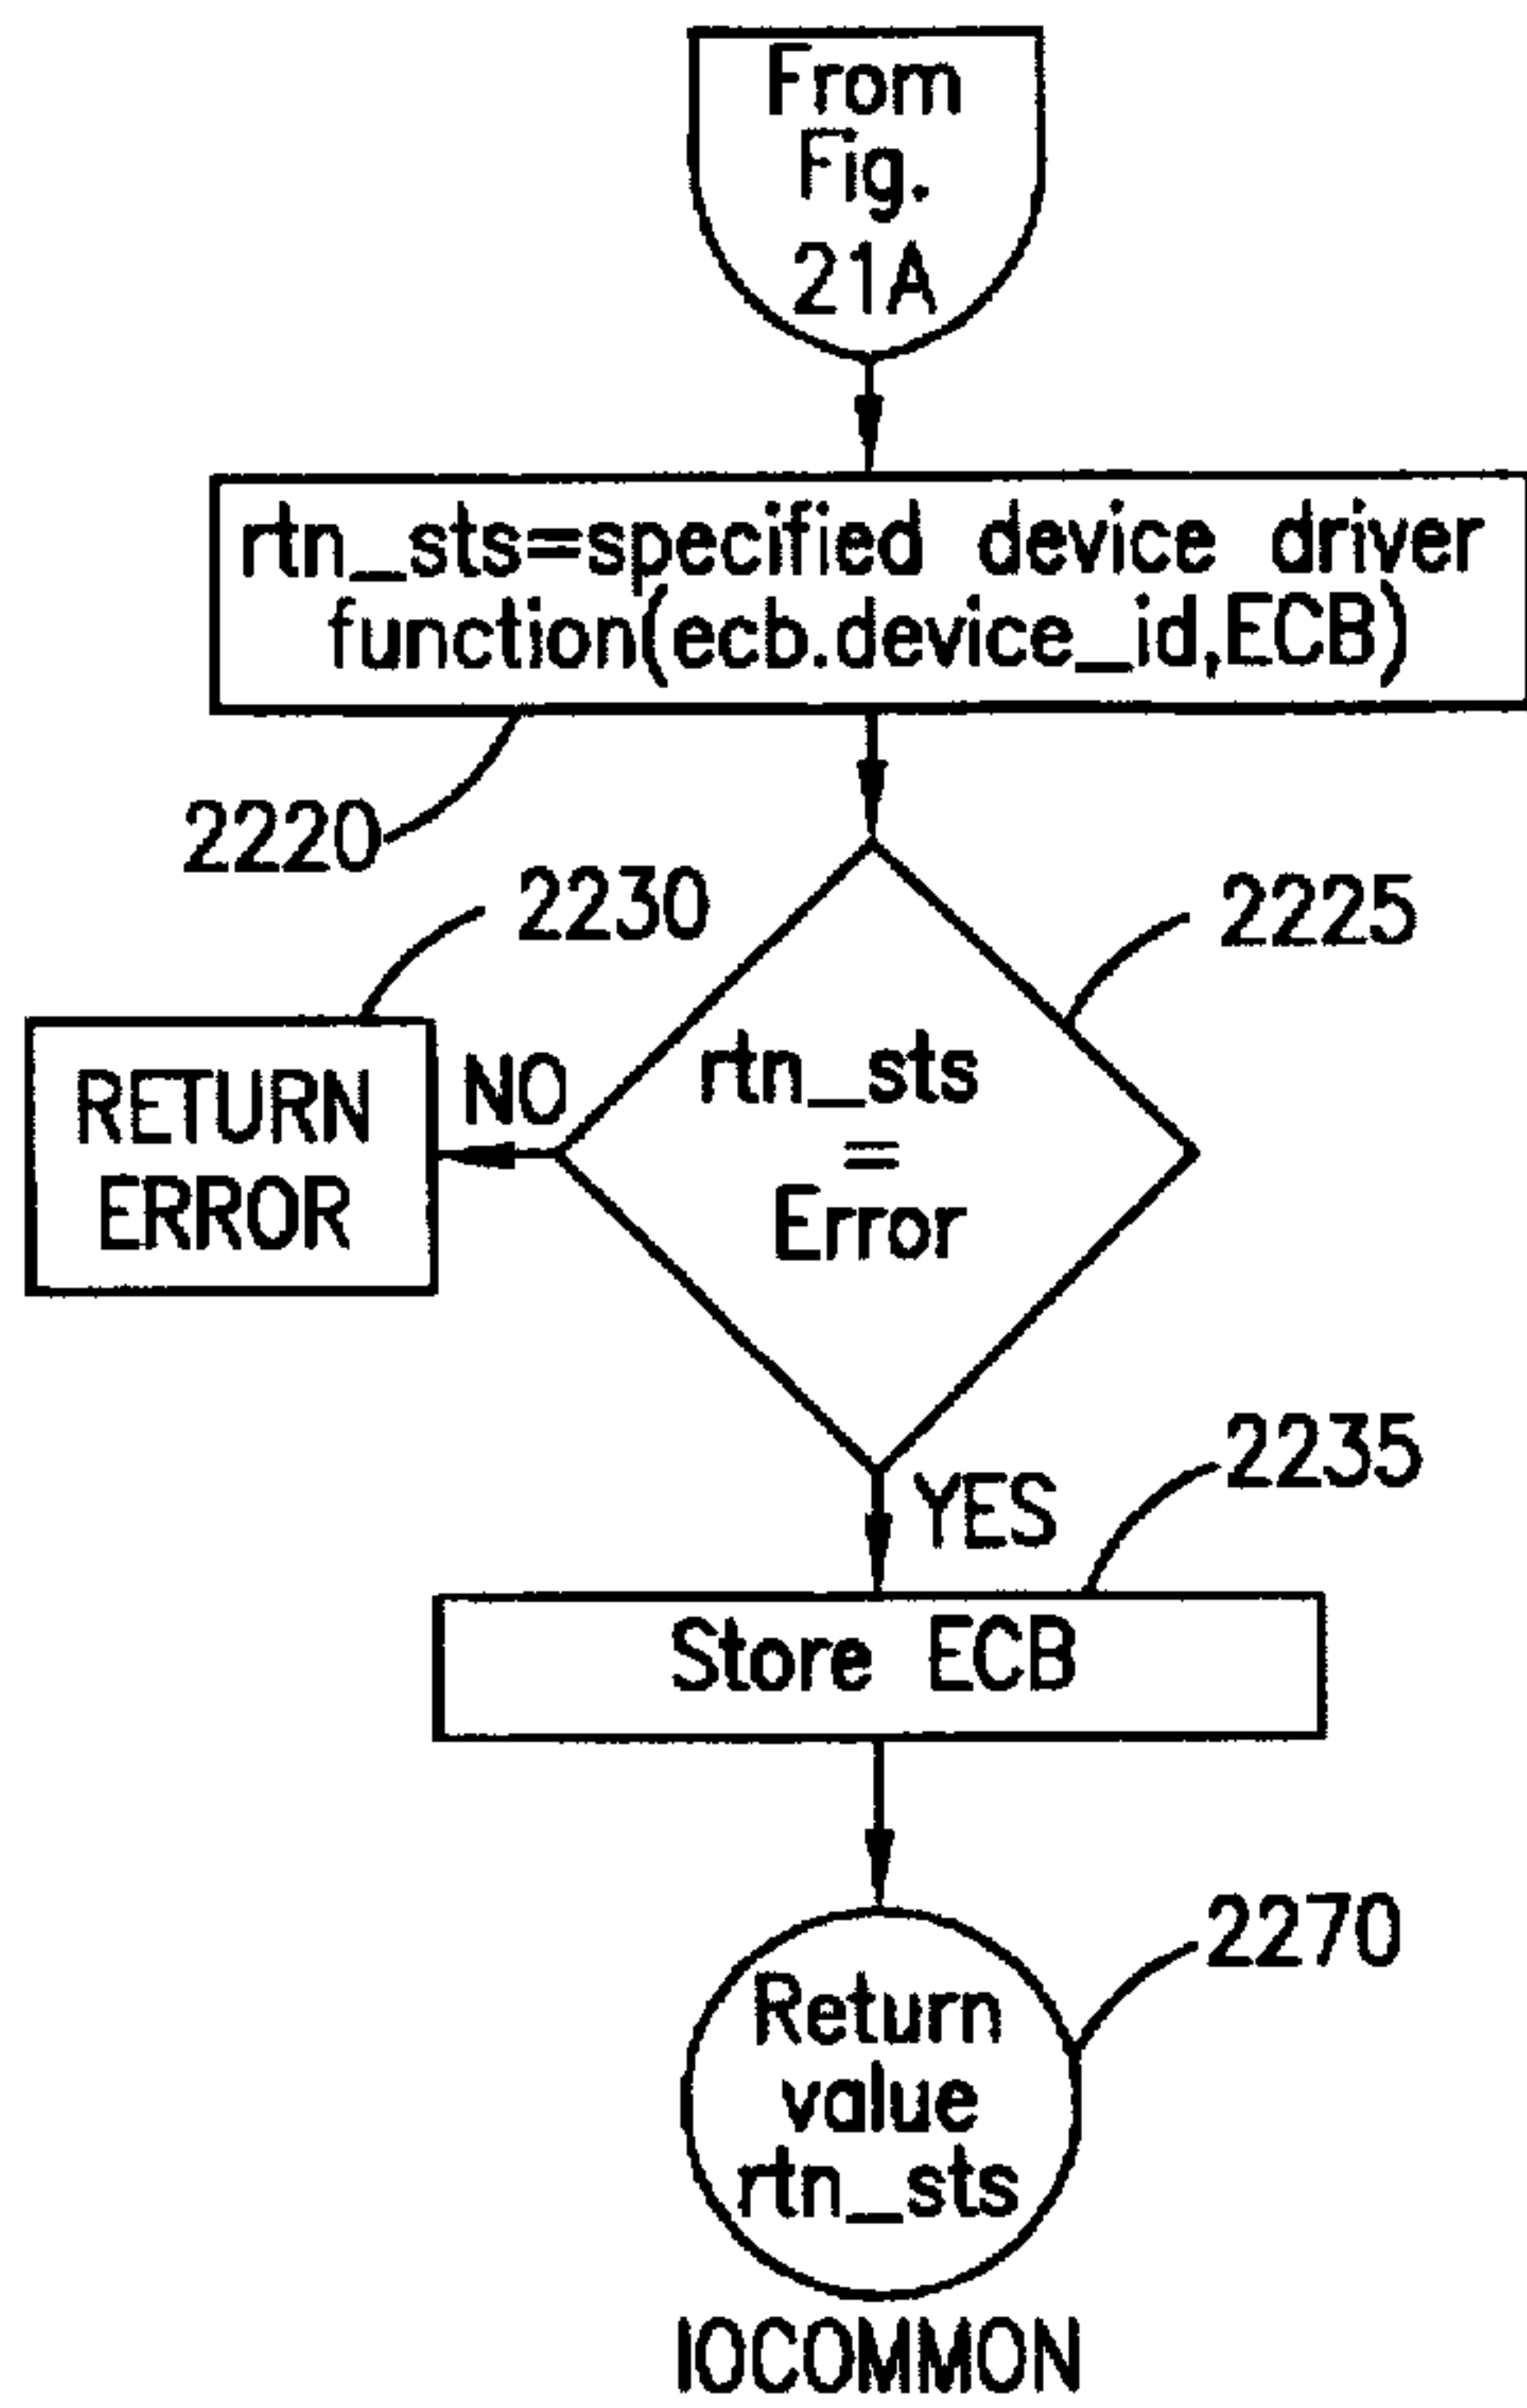 From
Fig.
21A
rtn_sts=specified device driver
function(ecb.device_id,ECB)
2220
2230
2225
RETURN
ERROR
NO
rtn_sts
=
Error
YES
2235
Store ECB
2270
Return
value
rtn_sts
IOCOMMON